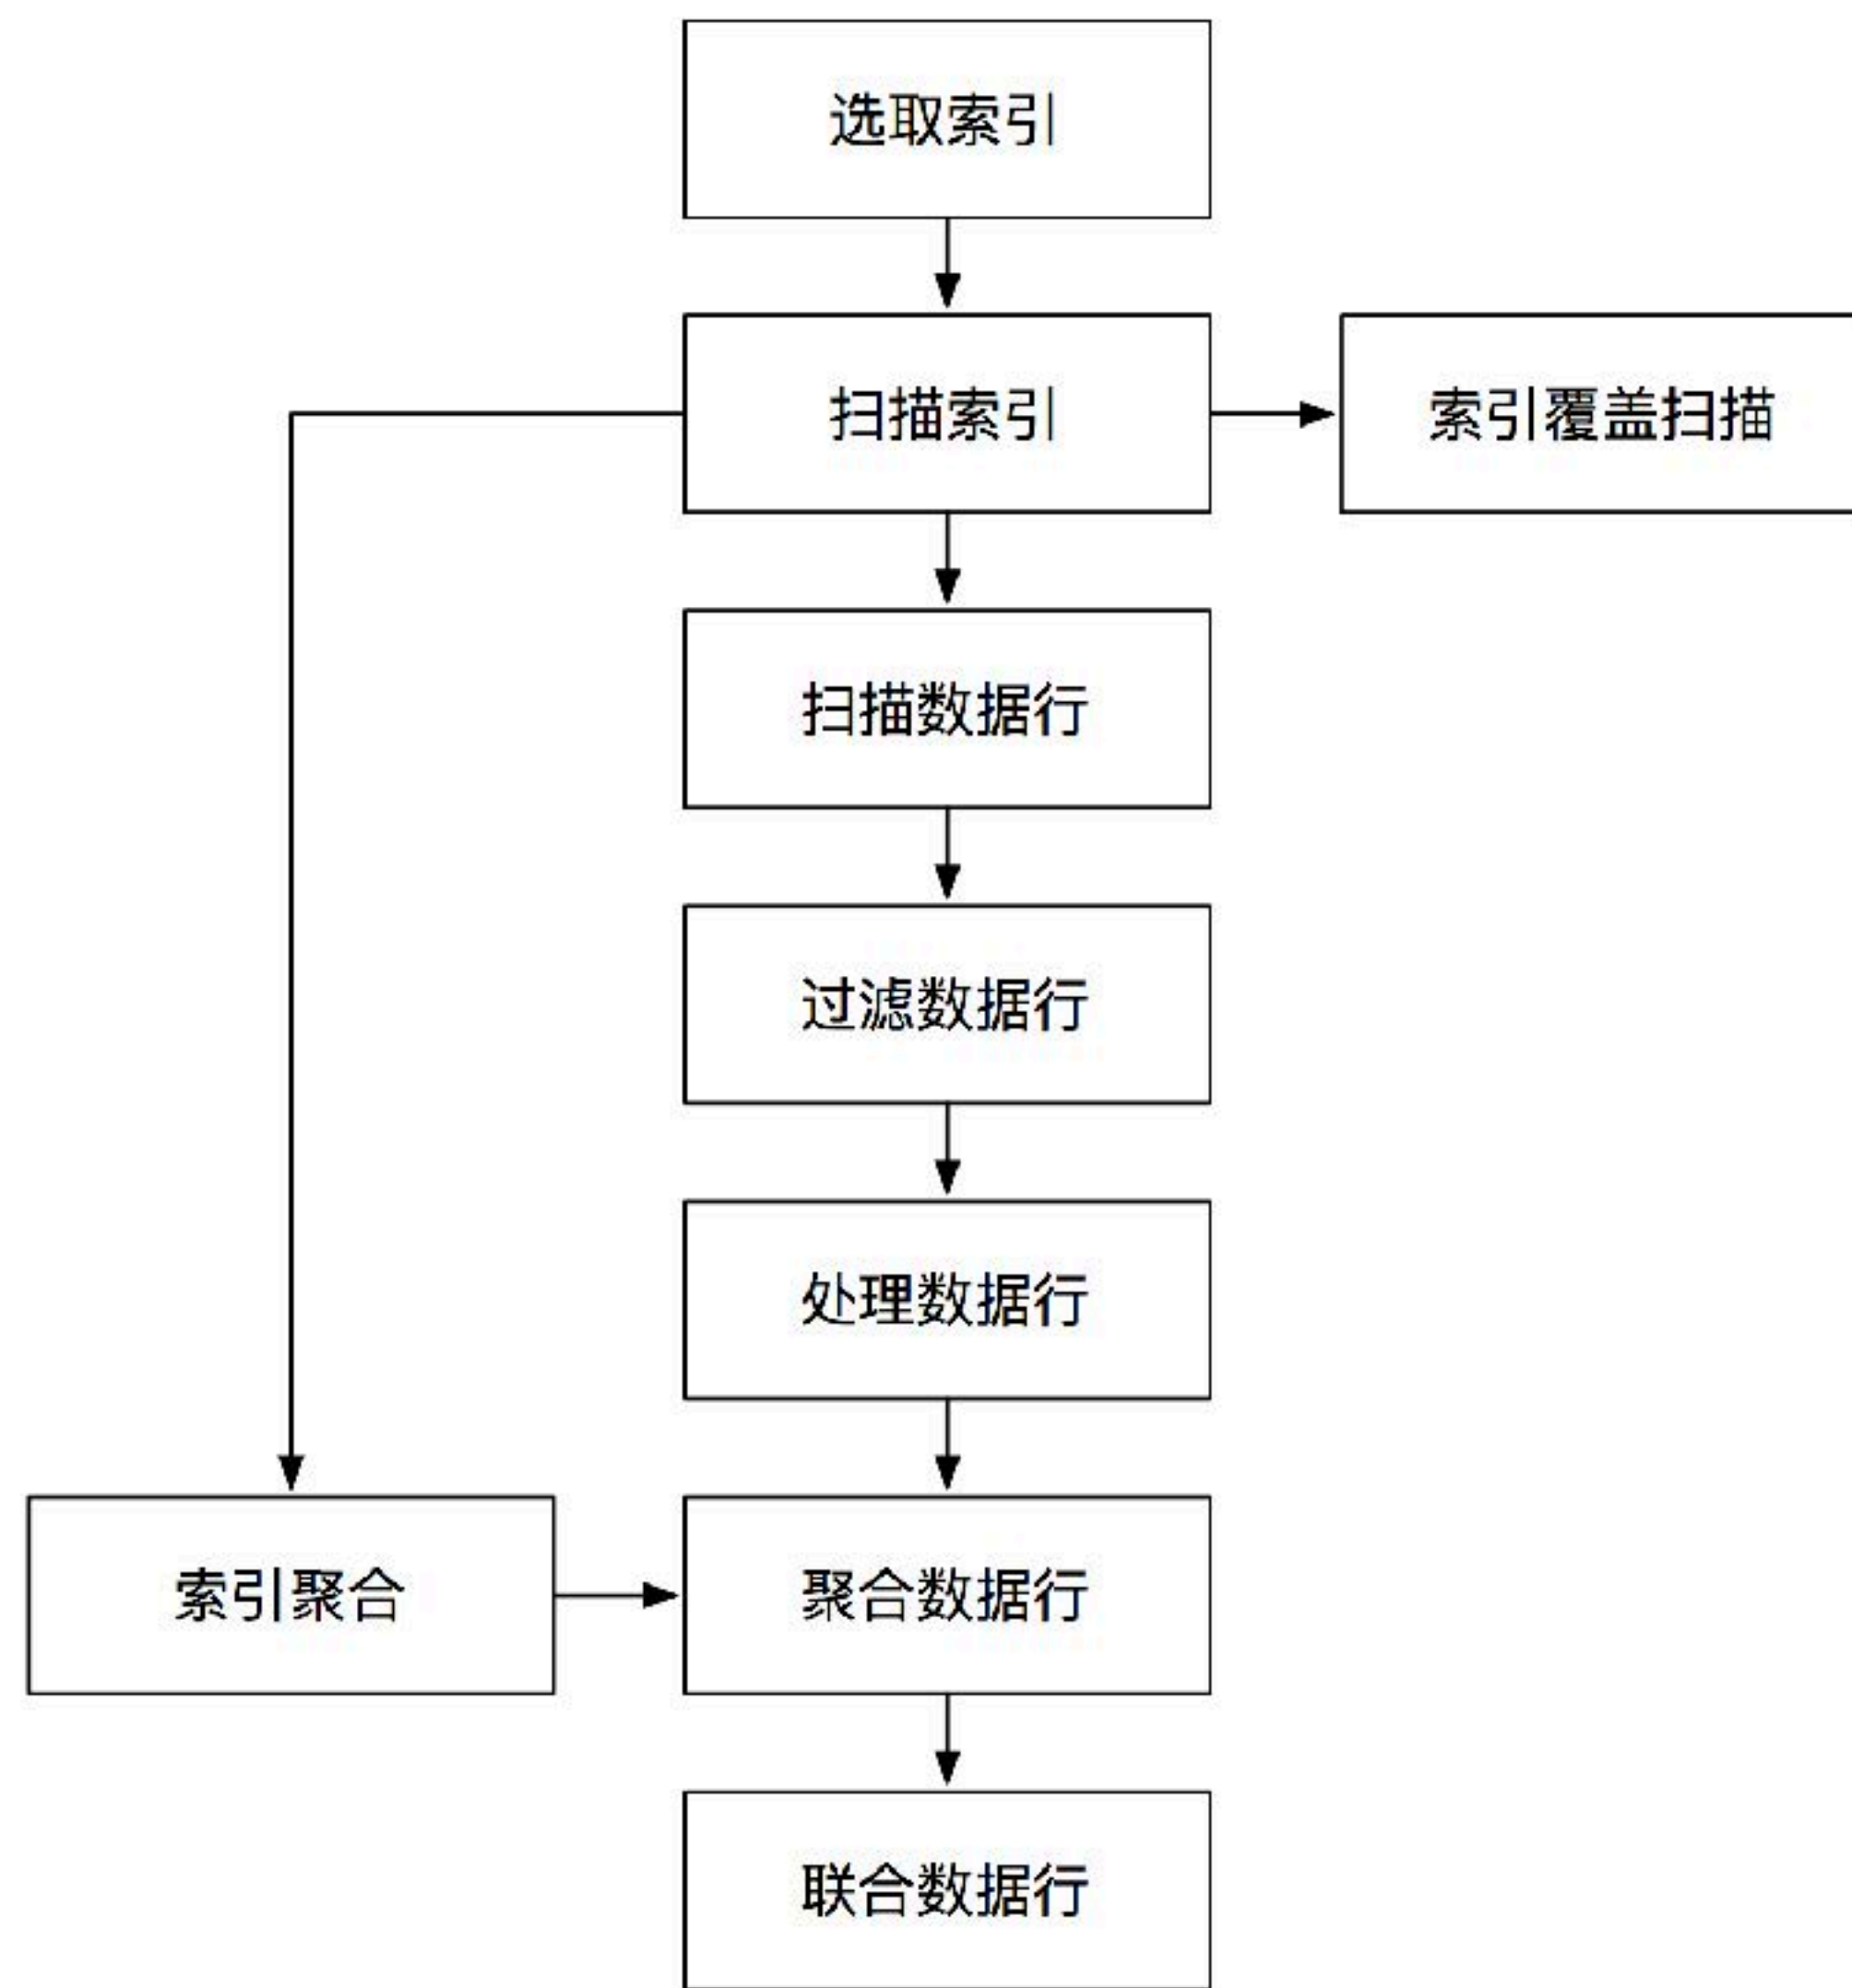 选取索引
扫描索引
索引覆盖扫描
扫描数据行
过滤数据行
处理数据行
索引聚合
聚合数据行
联合数据行